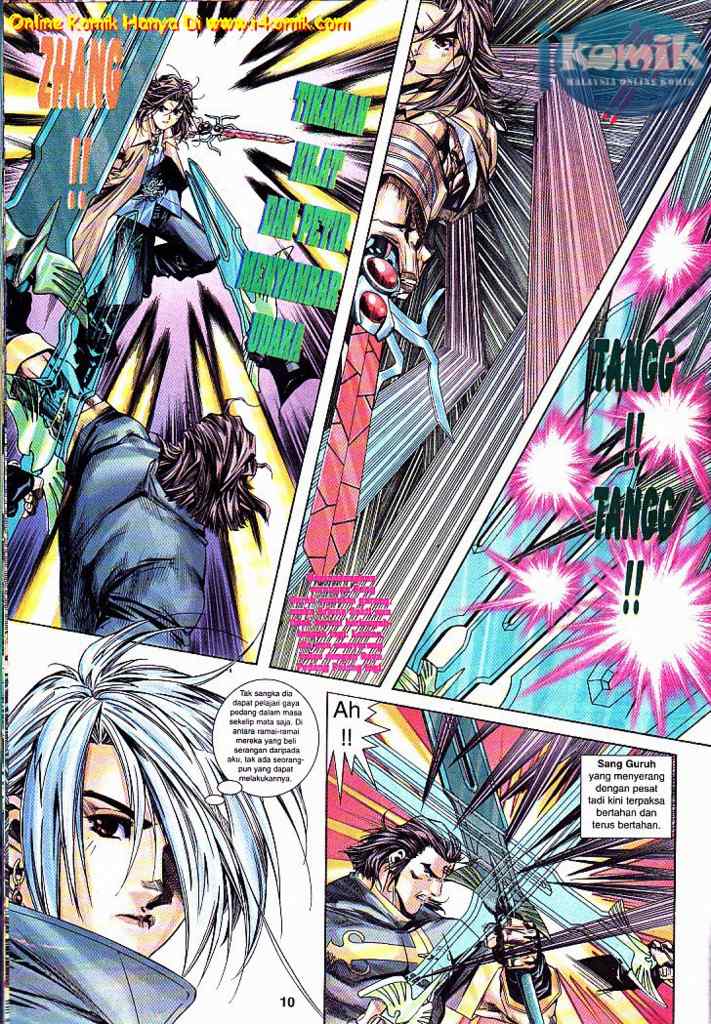 Online Komik Hanya Di www.i4komik.com
komik
MALAYSIA ONLINE KOMIK
ZHANG
!!
TIKAMAN
KILAT
DAN PETIR
MENYAMBAR
UDARA
TANGG
!!
TANGG
!!
Tak sangka dia
dapat pelajari gaya
pedang dalam masa
sekelip mata saja. Di
antara ramai-ramai
mereka yang beli
serangan daripada
aku, tak ada seorang-
pun yang dapat
melakukannya.
Ah
!!
Sang Guruh
yang menyerang
dengan pesat
tadi kini terpaksa
bertahan dan
terus bertahan.
10